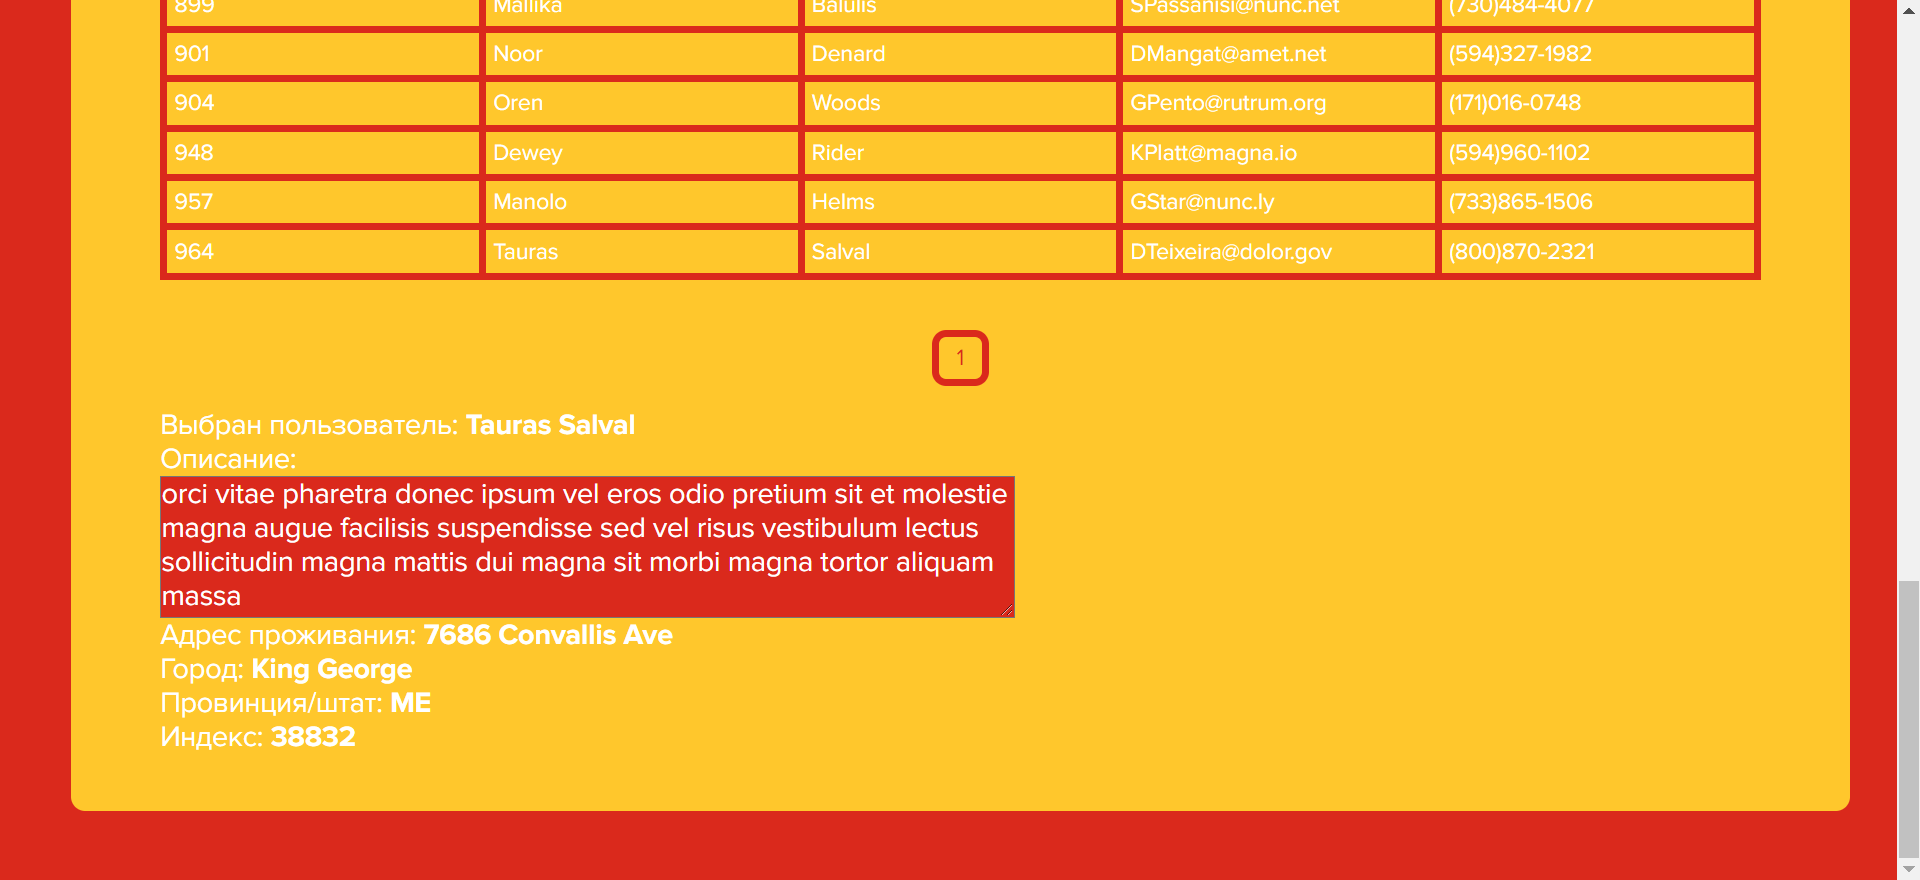 899 Mallika Balulis SPassanisi@nunc.net (730)484-4077
901 Noor Denard DMangat@amet.net (594)327-1982
904 Oren Woods GPento@rutrum.org (171)016-0748
948 Dewey Rider KPlatt@magna.io (594)960-1102
957 Manolo Helms GStar@nunc.ly (733)865-1506
964 Tauras Salval DTeixeira@dolor.gov (800)870-2321
1
Выбран пользователь: Tauras Salval
Описание:
orci vitae pharetra donec ipsum vel eros odio pretium sit et molestie
magna augue facilisis suspendisse sed vel risus vestibulum lectus
sollicitudin magna mattis dui magna sit morbi magna tortor aliquam
massa
Адрес проживания: 7686 Convallis Ave
Город: King George
Провинция/штат: ME
Индекс: 38832